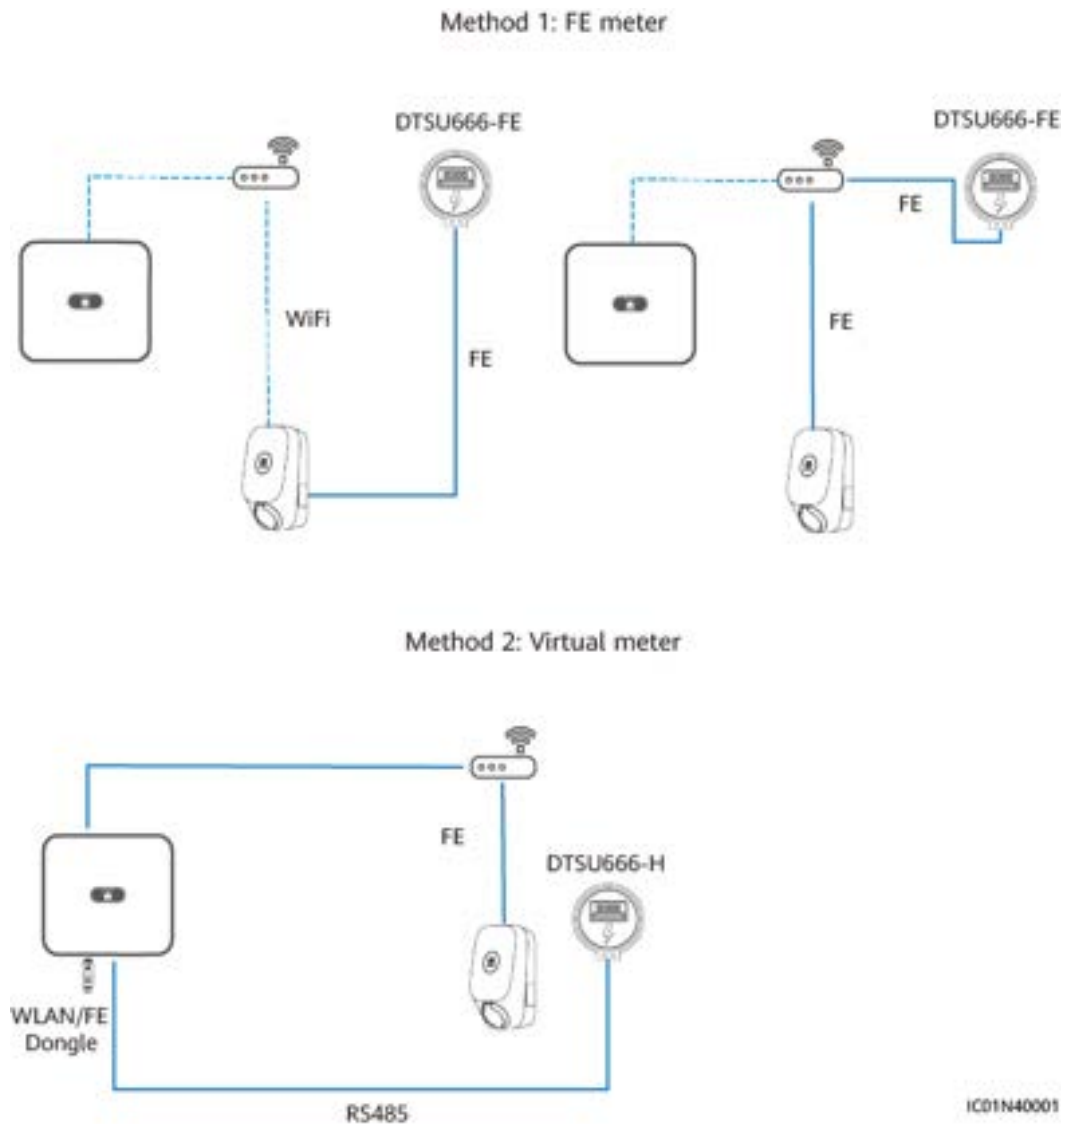 Method 1: FE meter
DTSU666-FE
WiFi
FE
DTSU666-FE
FE
FE
Method 2: Virtual meter
FE
DTSU666-H
WLAN/FE
Dongle
RS485
IC01N40001